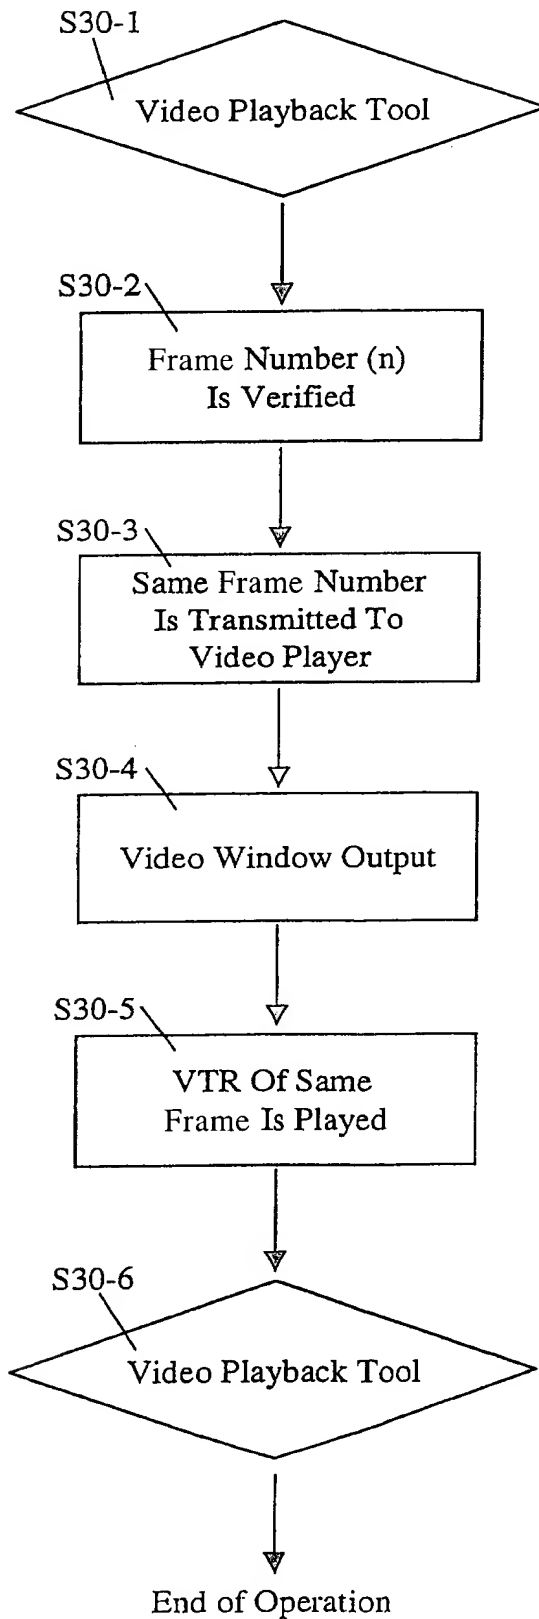 S30-1
Video Playback Tool
S30-2
Frame Number (n)
Is Verified
S30-3
Same Frame Number
Is Transmitted To
Video Player
S30-4
Video Window Output
S30-5
VTR Of Same
Frame Is Played
S30-6
Video Playback Tool
End of Operation